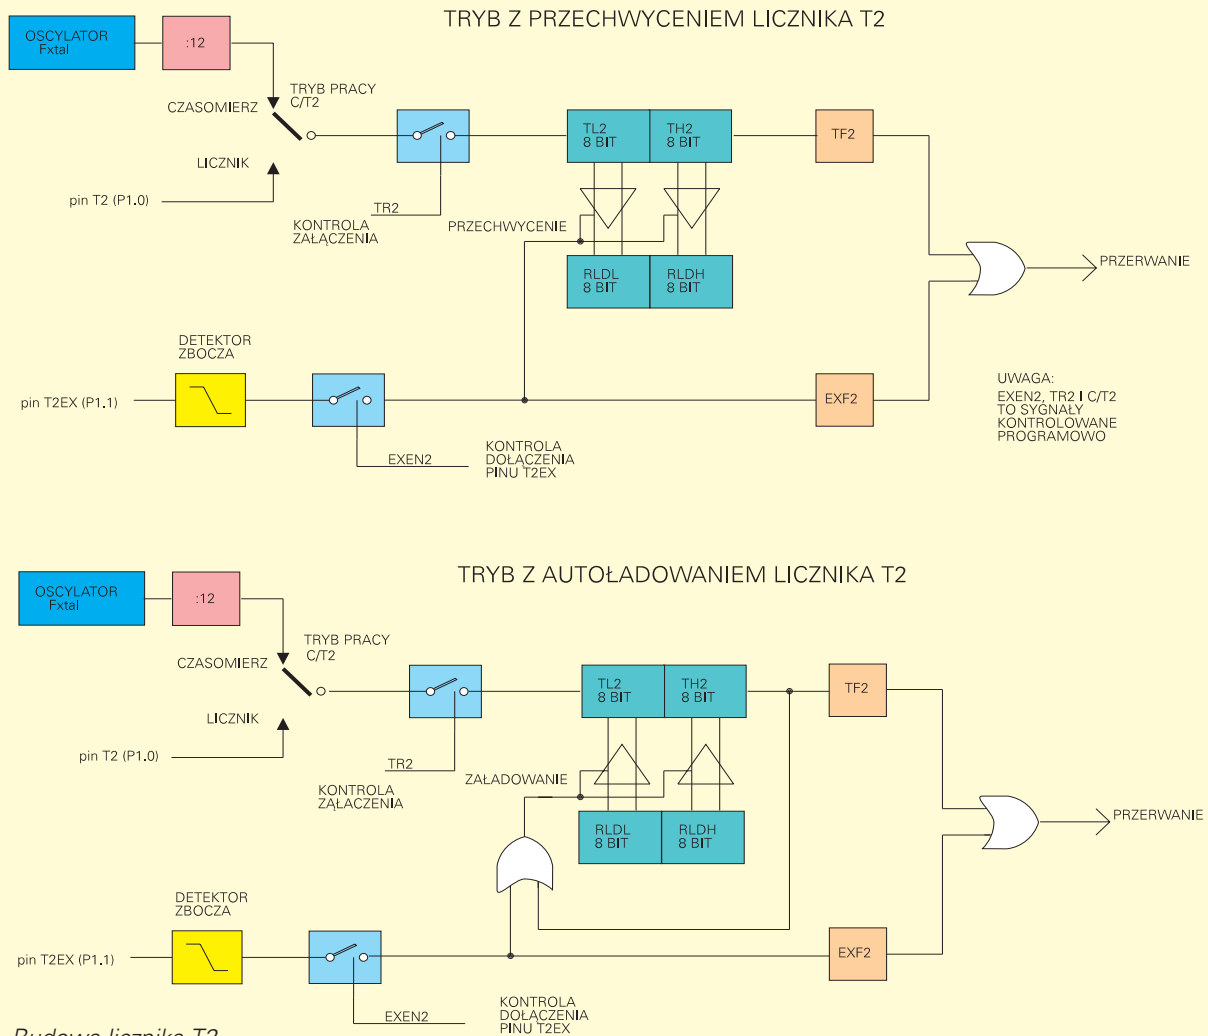 TRYB Z PRZECHWYCENIEM LICZNIKA T2
OSCYLATOR
Fxtal
:12
TRYB PRACY
C/T2
CZASOMIERZ
LICZNIK
pin T2 (P1.0)
TR2
KONTROLA
ZAŁĄCZENIA
TL2
8 BIT
TH2
8 BIT
TF2
PRZECHWYCENIE
RLDL
8 BIT
RLDH
8 BIT
PRZERWANIE
DETEKTOR
ZBOCZA
pin T2EX (P1.1)
EXEN2
KONTROLA
DOŁĄCZENIA
PINU T2EX
EXF2
UWAGA:
EXEN2, TR2 I C/T2
TO SYGNAŁY
KONTROLOWANE
PROGRAMOWO
TRYB Z AUTOŁADOWANIEM LICZNIKA T2
OSCYLATOR
Fxtal
:12
TRYB PRACY
C/T2
CZASOMIERZ
LICZNIK
pin T2 (P1.0)
TR2
KONTROLA
ZĄŁACZENIA
TL2
8 BIT
TH2
8 BIT
TF2
ZAŁADOWANIE
RLDL
8 BIT
RLDH
8 BIT
PRZERWANIE
DETEKTOR
ZBOCZA
pin T2EX (P1.1)
EXEN2
KONTROLA
DOŁĄCZENIA
PINU T2EX
EXF2
Budowa licznika T2